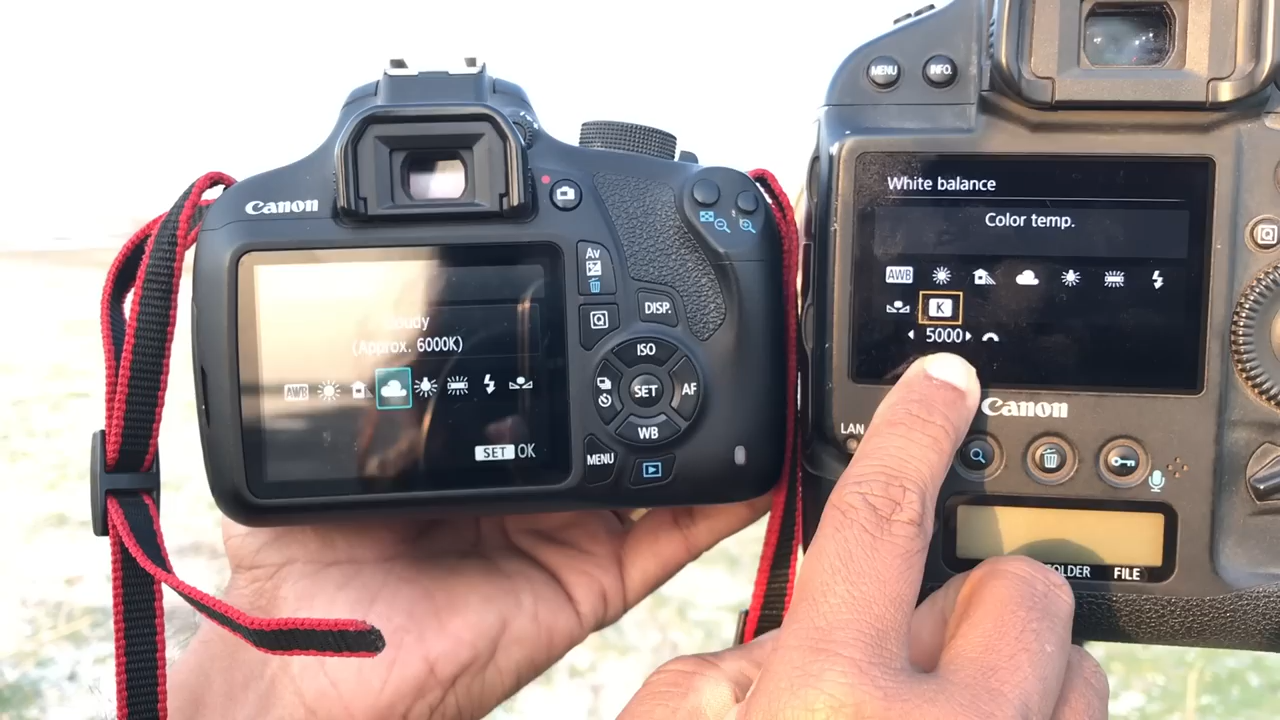 Canon
Av
DISP.
Q
ISO
SET
AF
WB
MENU
(Approx. 6000K)
AWB
SET OK
MENU
INFO.
White balance
Color temp.
AWB
K
5000
Canon
LAN
Q
FILE